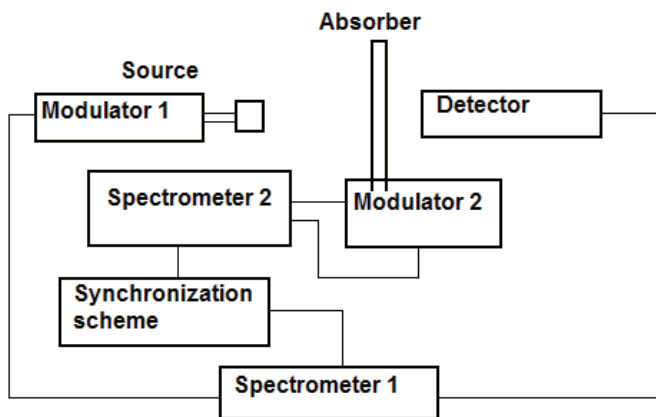 Absorber
Source
Modulator 1
Detector
Spectrometer 2
Modulator 2
Synchronization
scheme
Spectrometer 1